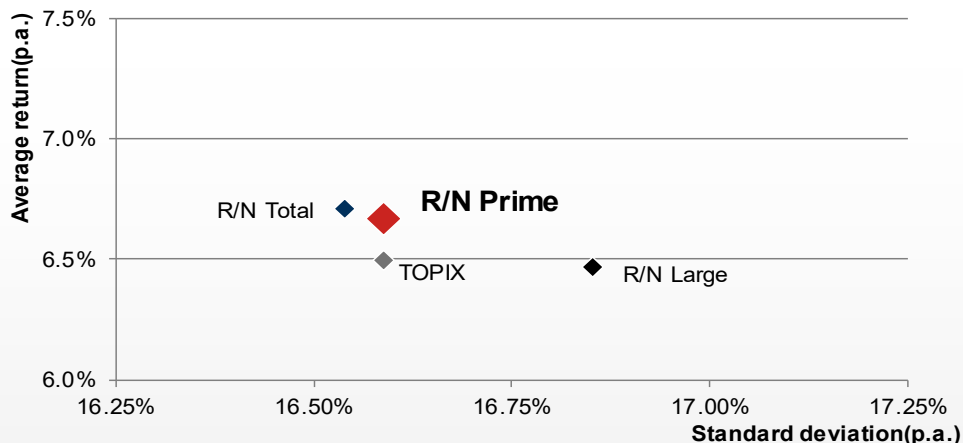 Average return(p.a.)
7.5%
7.0%
6.5%
6.0%
R/N Total
R/N Prime
TOPIX
R/N Large
16.25%
16.50%
16.75%
17.00%
17.25%
Standard deviation(p.a.)